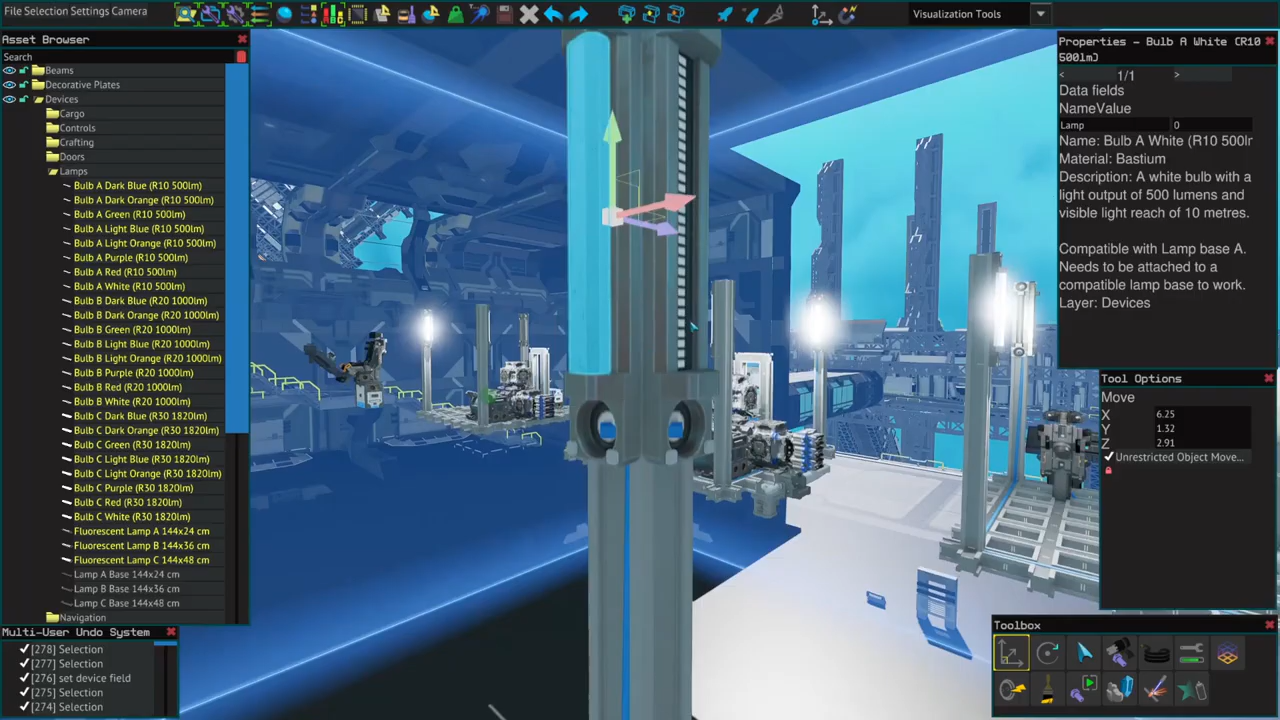 File Selection Settings Camera
Visualization Tools
Asset Browser
Search
Beams
Decorative Plates
Devices
Cargo
Controls
Crafting
Doors
Lamps
Bulb A Dark Blue (R10 500lm)
Bulb A Dark Orange (R10 500lm)
Bulb A Green (R10 500lm)
Bulb A Light Blue (R10 500lm)
Bulb A Light Orange (R10 500lm)
Bulb A Purple (R10 500lm)
Bulb A Red (R10 500lm)
Bulb A White (R10 500lm)
Bulb B Dark Blue (R20 1000lm)
Bulb B Dark Orange (R20 1000lm)
Bulb B Green (R20 1000lm)
Bulb B Light Blue (R20 1000lm)
Bulb B Light Orange (R20 1000lm)
Bulb B Purple (R20 1000lm)
Bulb B Red (R20 1000lm)
Bulb B White (R20 1000lm)
Bulb C Dark Blue (R30 1820lm)
Bulb C Dark Orange (R30 1820lm)
Bulb C Green (R30 1820lm)
Bulb C Light Blue (R30 1820lm)
Bulb C Light Orange (R30 1820lm)
Bulb C Purple (R30 1820lm)
Bulb C Red (R30 1820lm)
Bulb C White (R30 1820lm)
Fluorescent Lamp A 144x24 cm
Fluorescent Lamp B 144x36 cm
Fluorescent Lamp C 144x48 cm
Lamp A Base 144x24 cm
Lamp B Base 144x36 cm
Lamp C Base 144x48 cm
Navigation
Multi-User Undo System
[278] Selection
[277] Selection
[276] set device field
[275] Selection
[274] Selection
Properties - Bulb A White (R10
500lm)
< 1/1 >
Data fields
NameValue
Lamp 0
Name: Bulb A White (R10 500lr
Material: Bastium
Description: A white bulb with a
light output of 500 lumens and
visible light reach of 10 metres.
Compatible with Lamp base A.
Needs to be attached to a
compatible lamp base to work.
Layer: Devices
Tool Options
Move
X 6.25
Y 1.32
Z 2.91
Unrestricted Object Move...
Toolbox